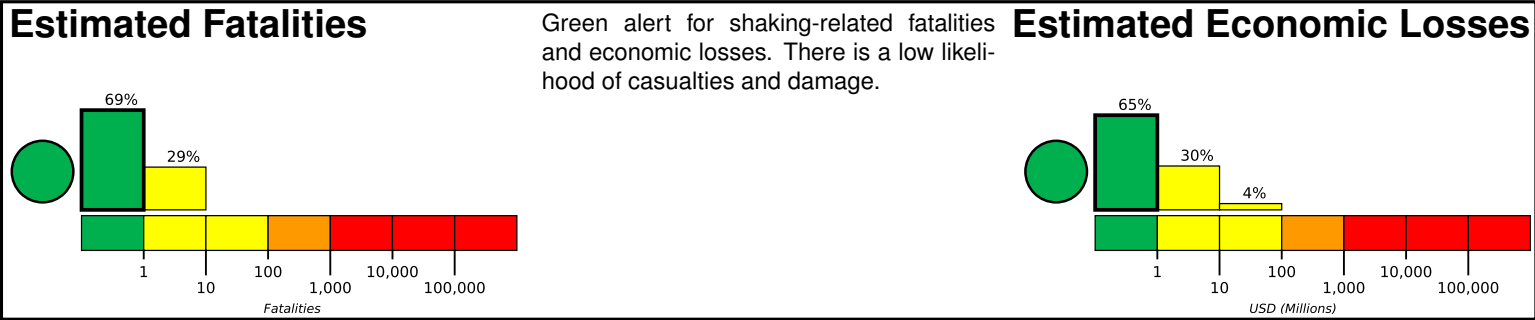 Estimated Fatalities
69%
29%
1
10
100
1,000
10,000
100,000
Fatalities
Green alert for shaking-related fatalities
and economic losses. There is a low likeli-
hood of casualties and damage.
Estimated Economic Losses
65%
30%
4%
1
10
100
1,000
10,000
100,000
USD (Millions)